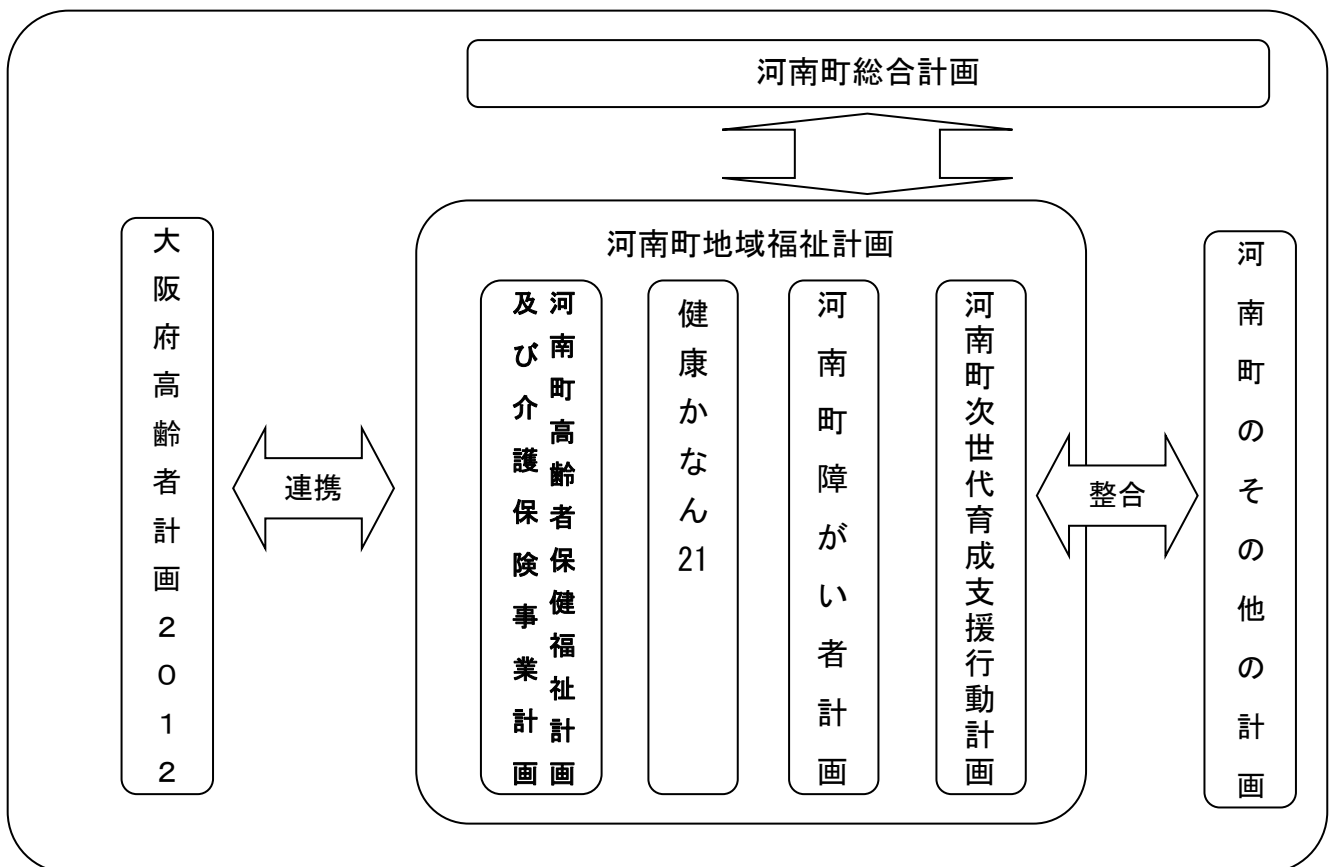 河南町総合計画
河南町地域福祉計画
大阪府高齢者計画２０１２
連携
河南町高齢者保健福祉計画
及び介護保険事業計画
健康かなん21
河南町障がい者計画
河南町次世代育成支援行動計画
整合
河南町のその他の計画